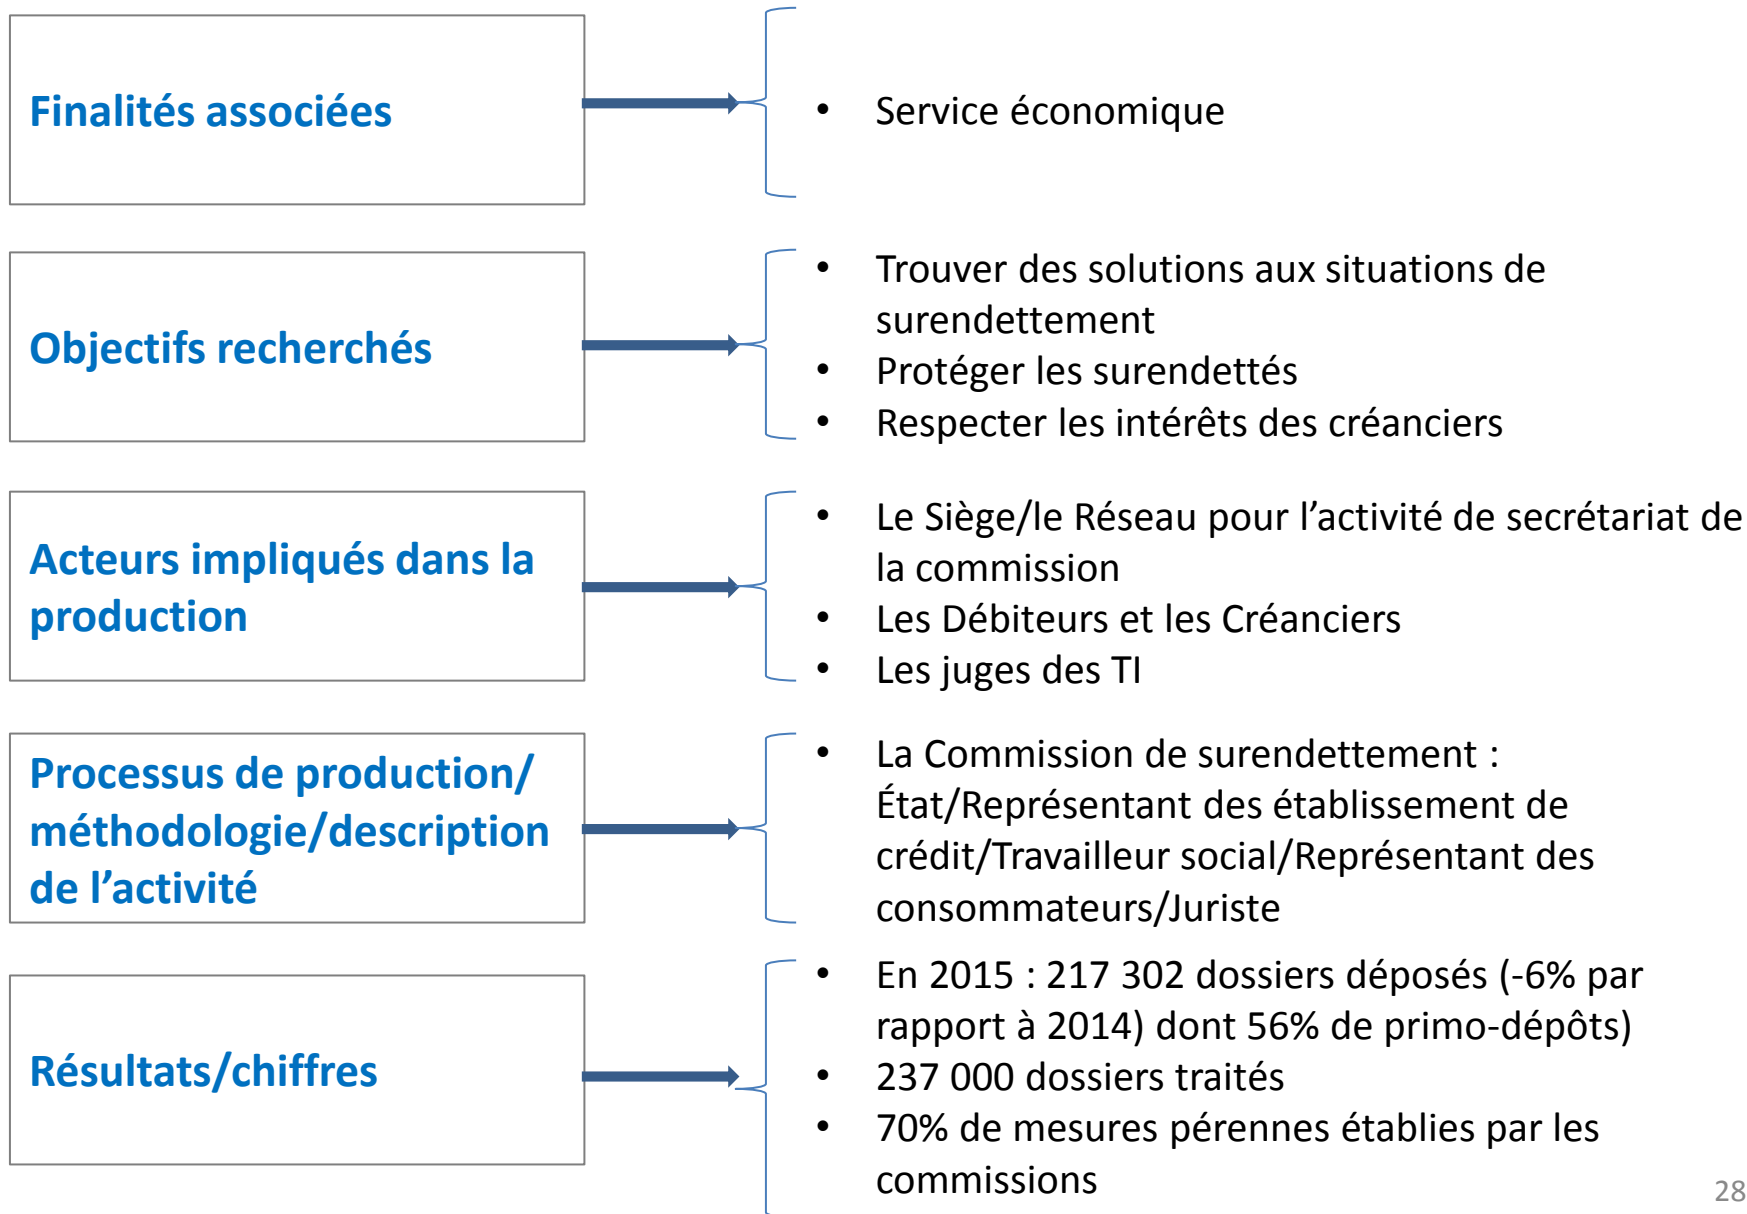 Finalités associées
• Service économique
Objectifs recherchés
• Trouver des solutions aux situations de
surendettement
• Protéger les surendettés
• Respecter les intérêts des créanciers
Acteurs impliqués dans la
production
• Le Siège/le Réseau pour l’activité de secrétariat de
la commission
• Les Débiteurs et les Créanciers
• Les juges des TI
Processus de production/
méthodologie/description
de l’activité
• La Commission de surendettement :
État/Représentant des établissement de
crédit/Travailleur social/Représentant des
consommateurs/Juriste
Résultats/chiffres
• En 2015 : 217 302 dossiers déposés (-6% par
rapport à 2014) dont 56% de primo-dépôts)
• 237 000 dossiers traités
• 70% de mesures pérennes établies par les
commissions
28